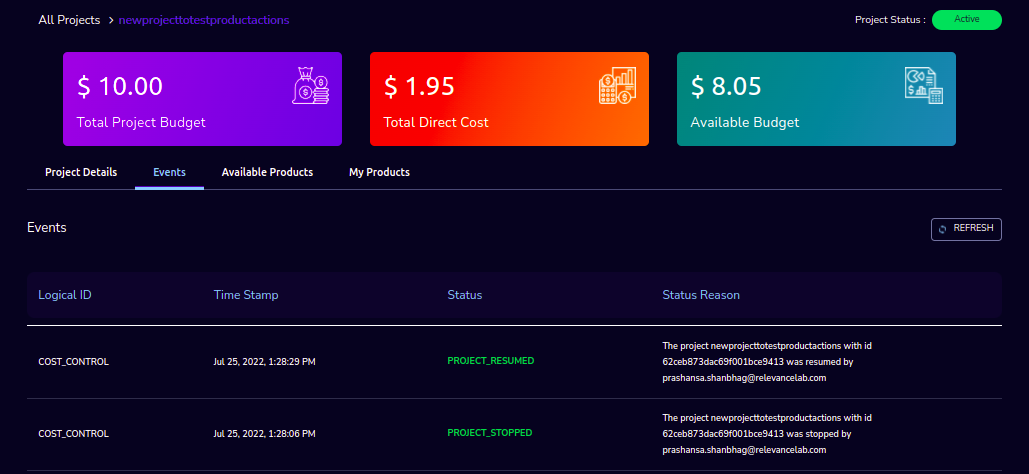 All Projects > newprojecttotestproductactions
Project Status : Active
$ 10.00
Total Project Budget
$ 1.95
Total Direct Cost
$ 8.05
Available Budget
Project Details Events Available Products My Products
Events
REFRESH
Logical ID Time Stamp Status Status Reason
COST_CONTROL Jul 25, 2022, 1:28:29 PM PROJECT_RESUMED
The project newprojecttotestproductactions with id
62ceb873dac69f001bce9413 was resumed by
prashansa.shanbhag@relevancelab.com
COST_CONTROL Jul 25, 2022, 1:28:06 PM PROJECT_STOPPED
The project newprojecttotestproductactions with id
62ceb873dac69f001bce9413 was stopped by
prashansa.shanbhag@relevancelab.com